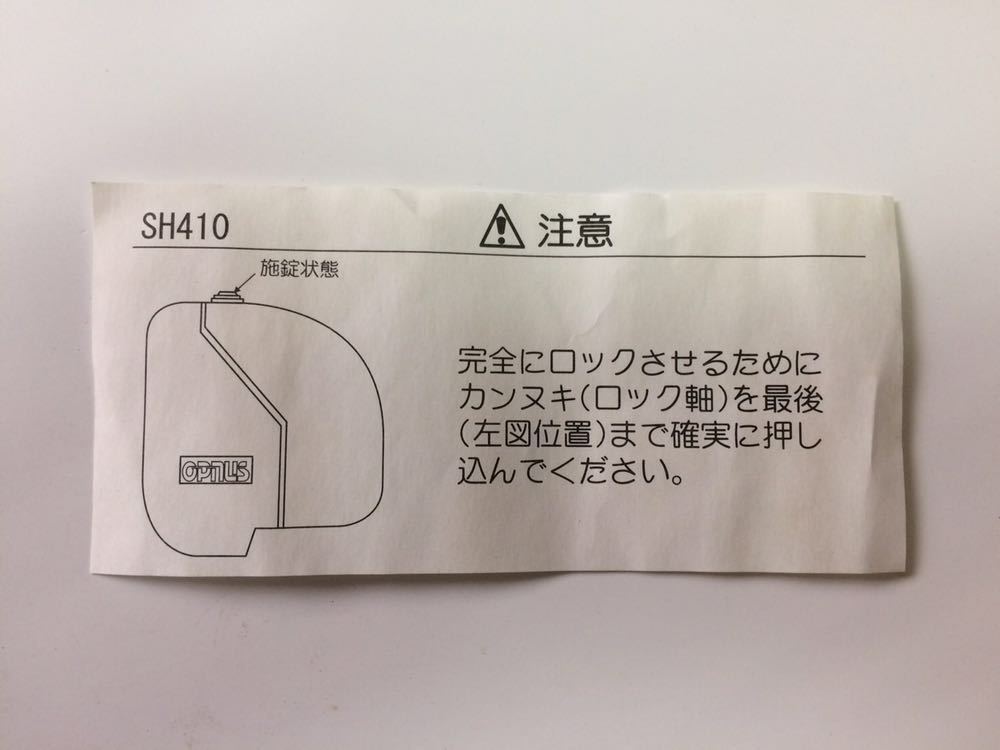 SH410
注意
施錠状態
完全にロックさせるために
カンヌキ(ロック軸)を最後
(左図位置)まで確実に押し
込んでください。
OPTUS